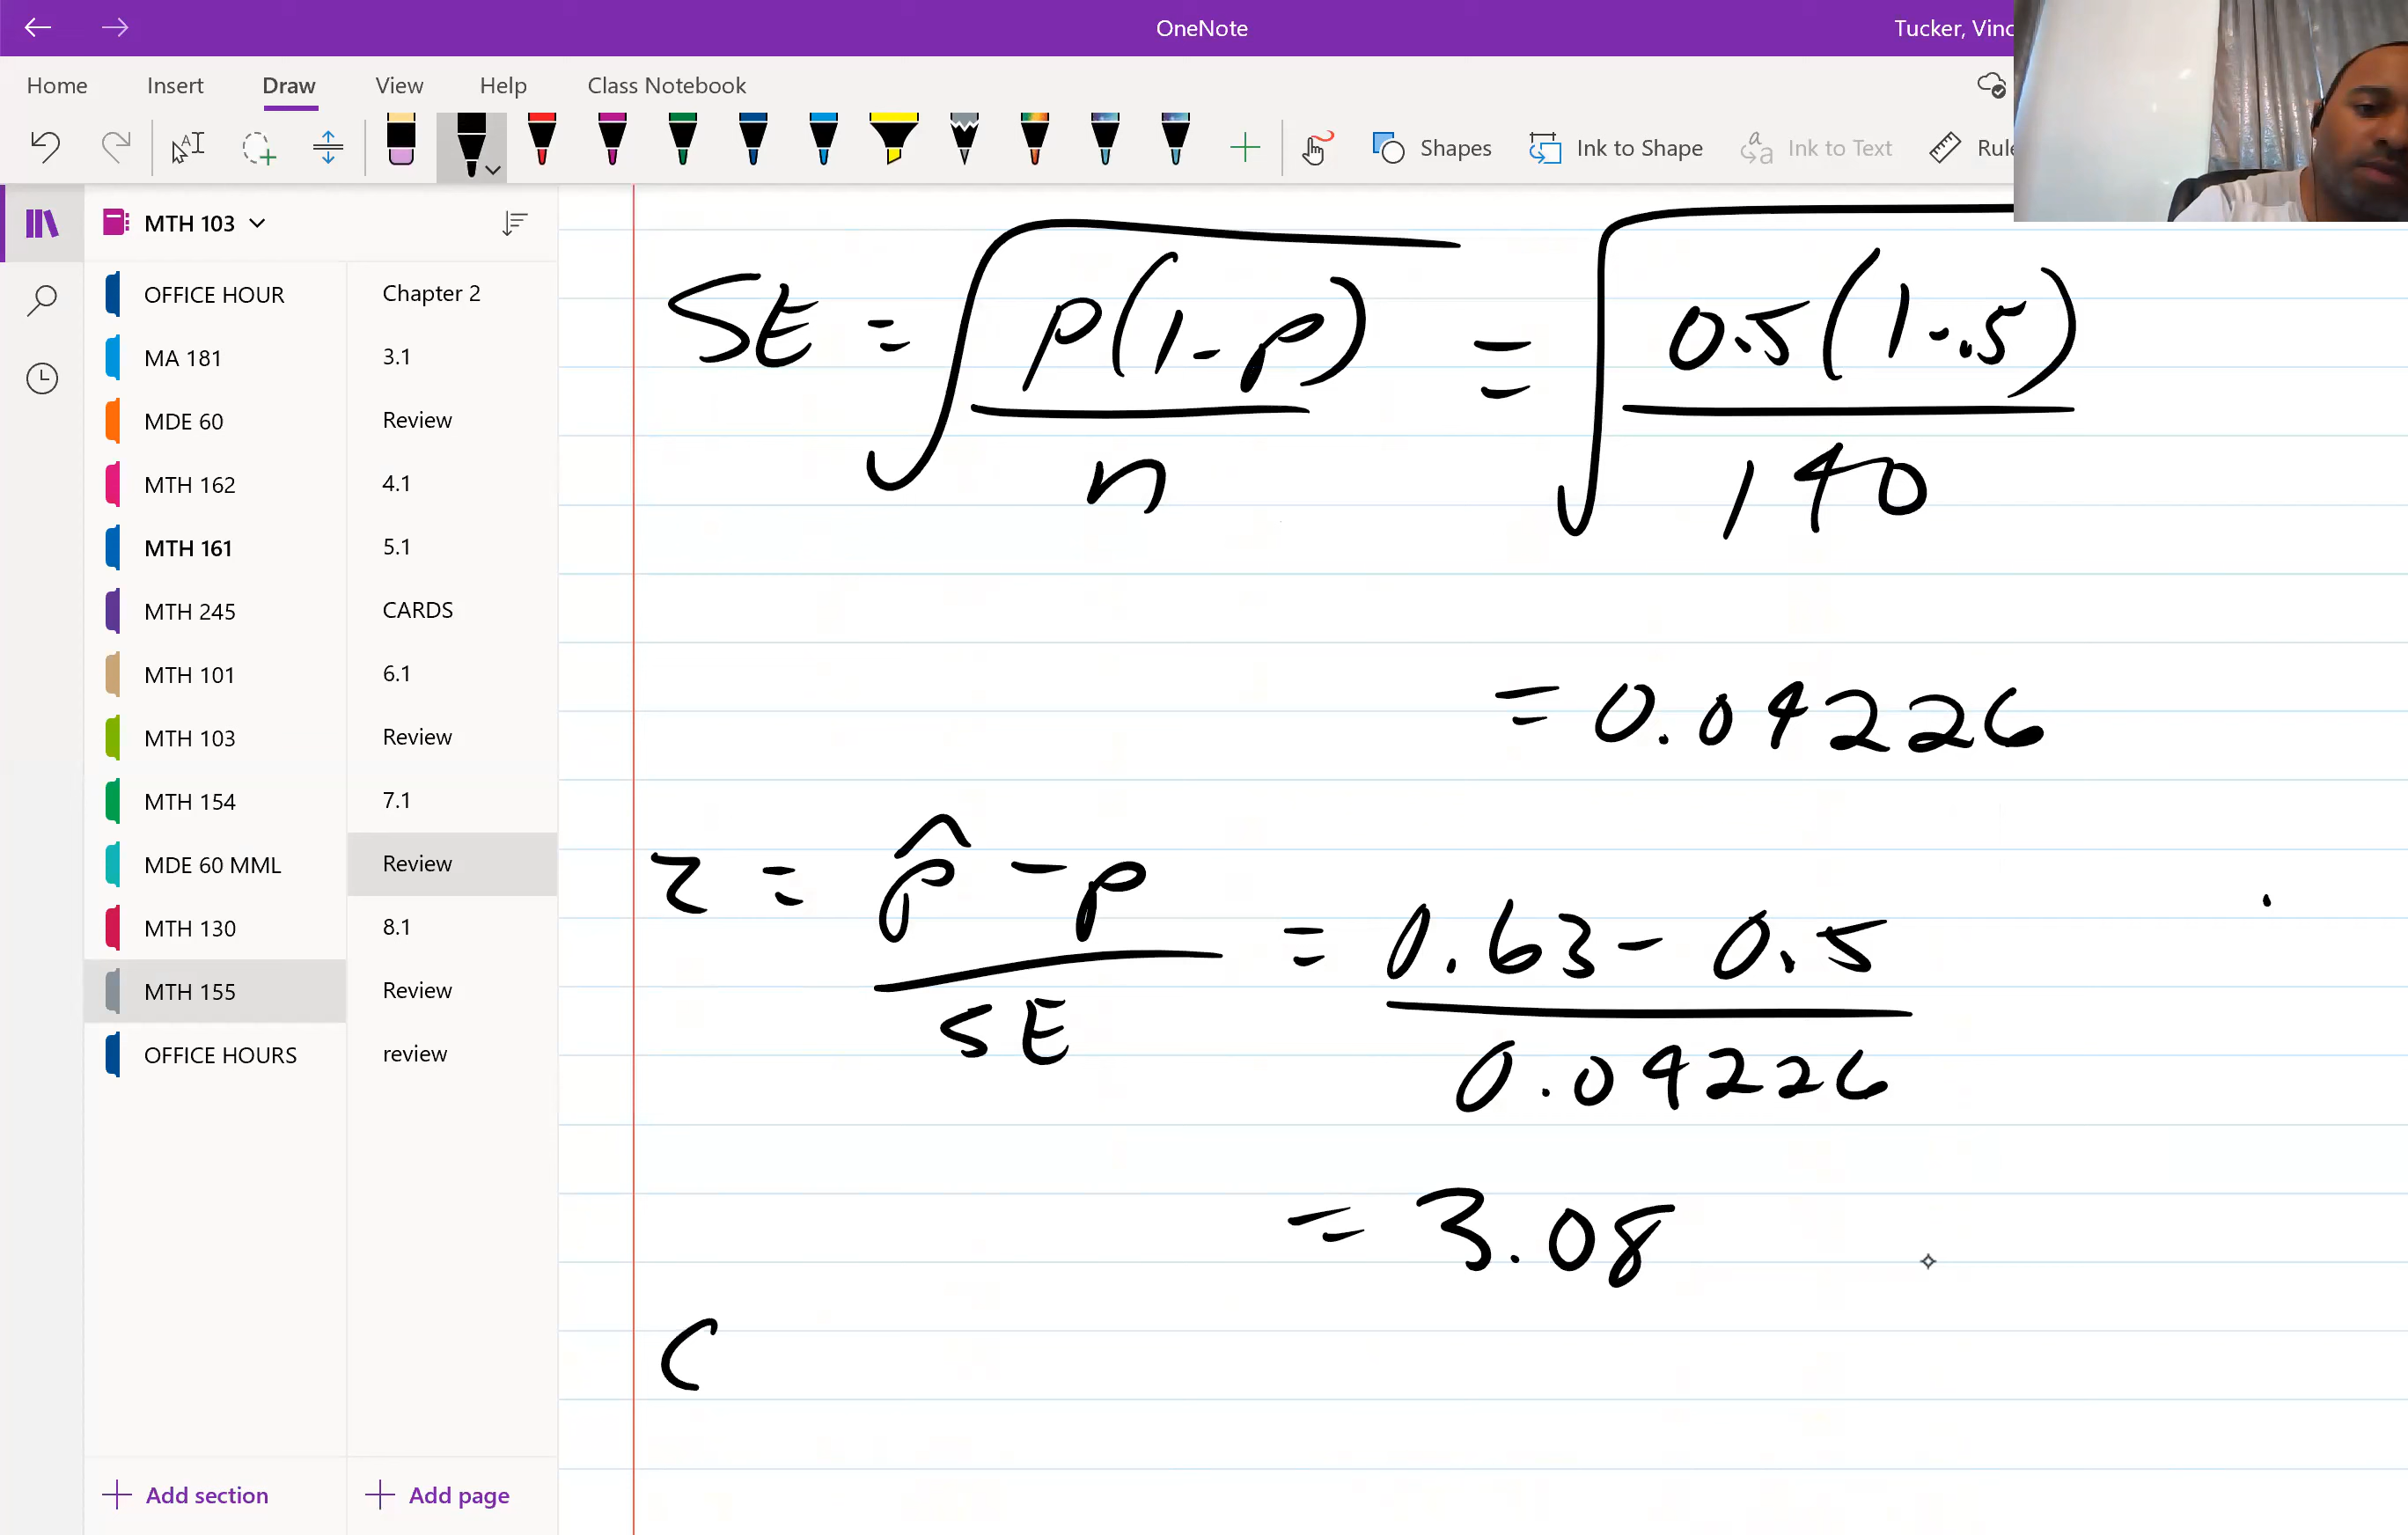 OneNote
Tucker, Vinc
Home Insert Draw View Help Class Notebook
Shapes Ink to Shape Ink to Text Rule
MTH 103
OFFICE HOUR
MA 181
MDE 60
MTH 162
MTH 161
MTH 245
MTH 101
MTH 103
MTH 154
MDE 60 MML
MTH 130
MTH 155
OFFICE HOURS
Chapter 2
3.1
Review
4.1
5.1
CARDS
6.1
Review
7.1
Review
8.1
Review
review
Add section
Add page
SE = √(p(1-p)/n) = √(0.5(1-.5)/140)
= 0.04226
z = (p̂ - p)/SE = (0.63 - 0.5)/0.04226
= 3.08
C